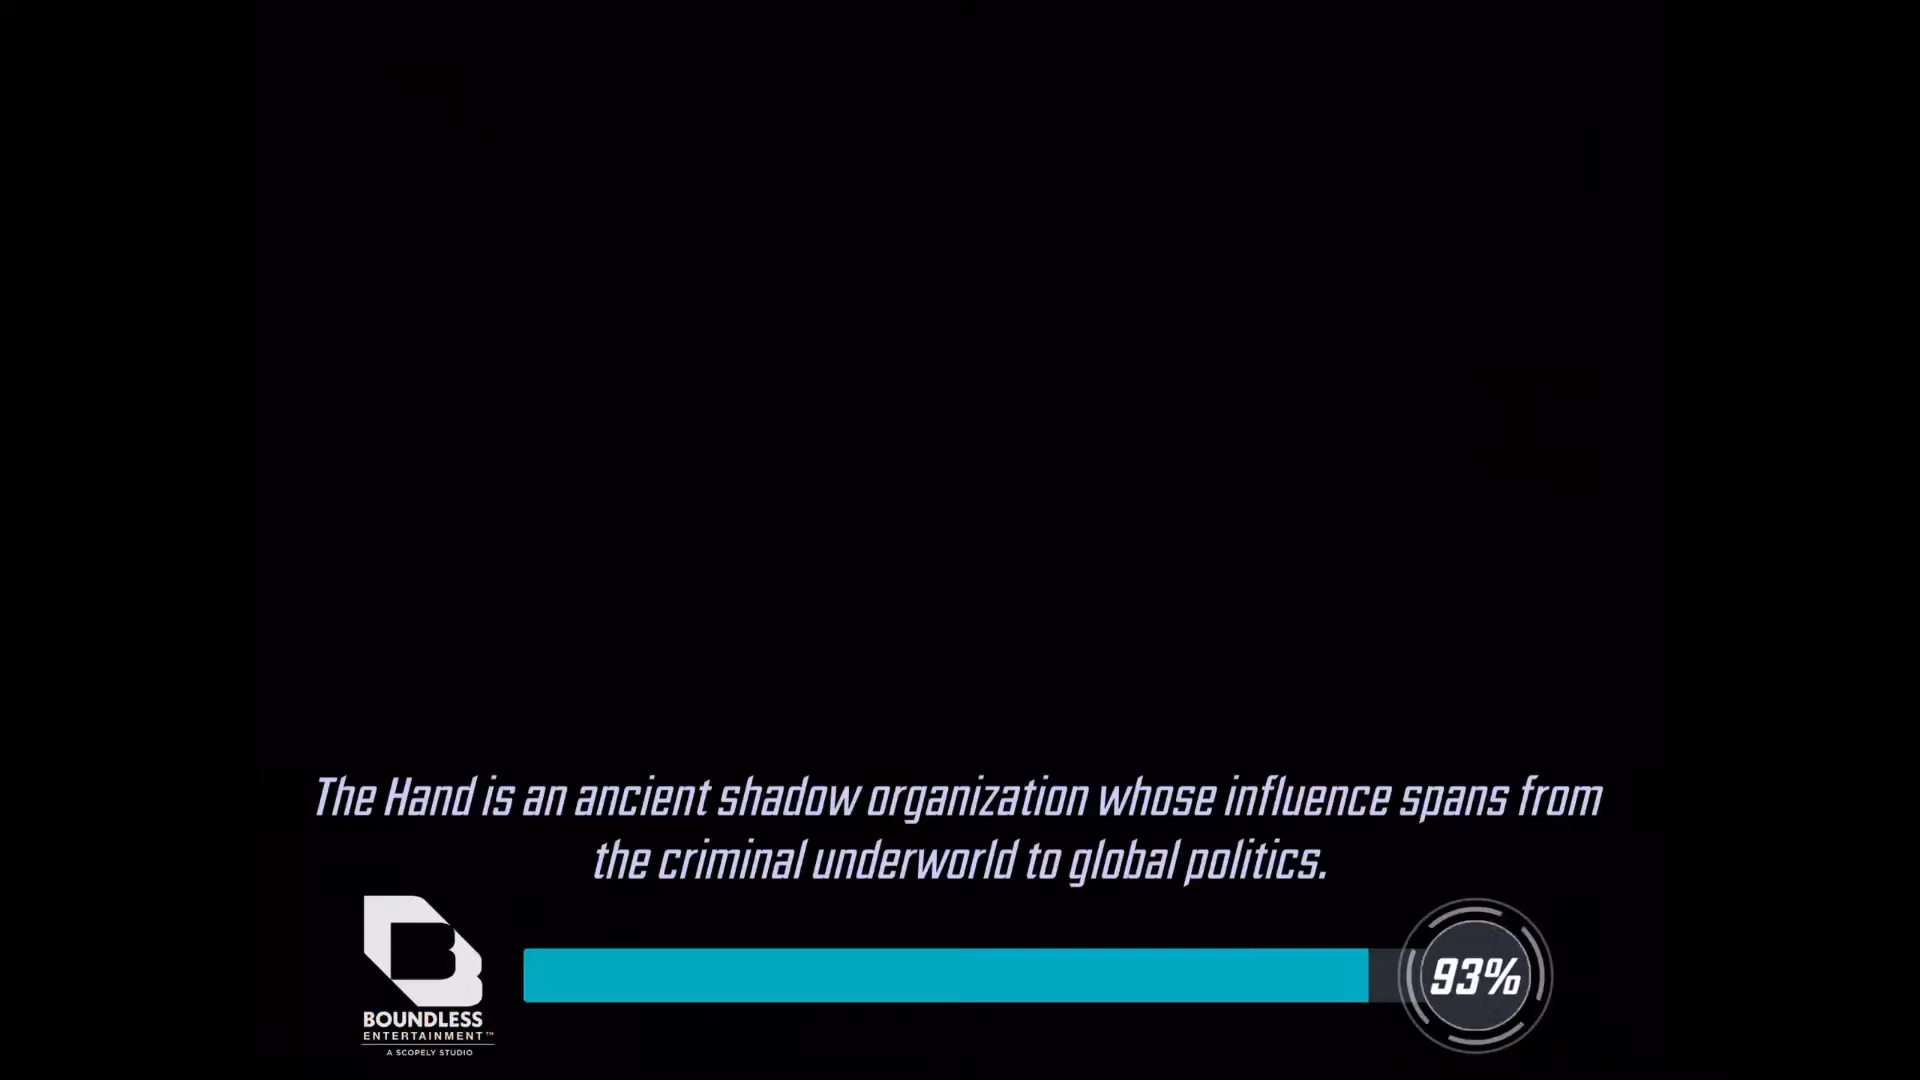 The Hand is an ancient shadow organization whose influence spans from
the criminal underworld to global politics.
93%
BOUNDLESS
ENTERTAINMENT™
A SCOPELY STUDIO